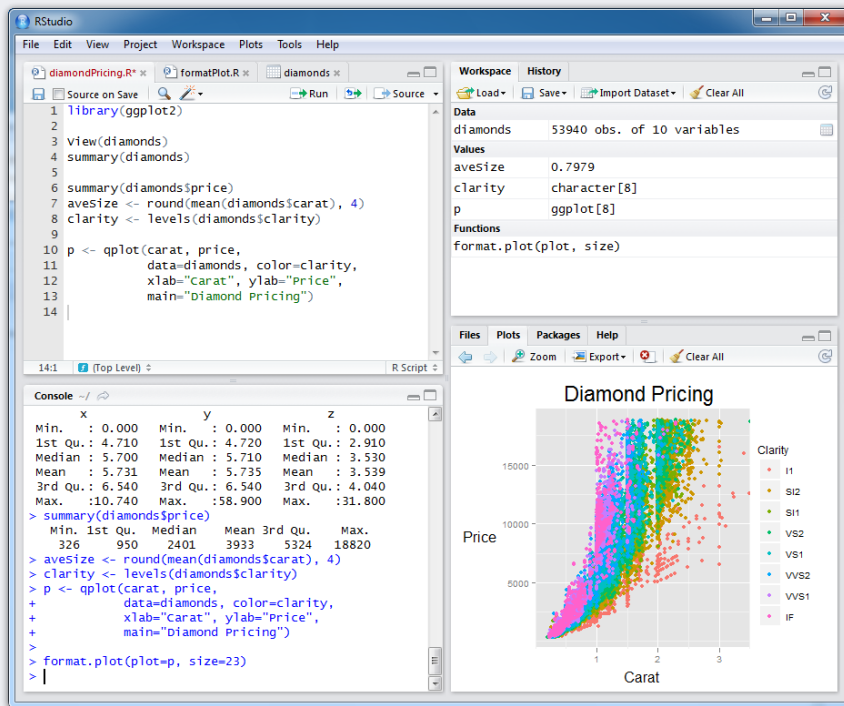 RStudio
File Edit View Project Workspace Plots Tools Help
diamondPricing.R* formatPlot.R diamonds
Source on Save Run Source
1 library(ggplot2)
2
3 View(diamonds)
4 summary(diamonds)
5
6 summary(diamonds$price)
7 aveSize <- round(mean(diamonds$carat), 4)
8 clarity <- levels(diamonds$clarity)
9
10 p <- qplot(carat, price,
11 data=diamonds, color=clarity,
12 xlab="Carat", ylab="Price",
13 main="Diamond Pricing")
14
14:1 (Top Level) R Script
Console ~/
x y z
Min. : 0.000 Min. : 0.000 Min. : 0.000
1st Qu.: 4.710 1st Qu.: 4.720 1st Qu.: 2.910
Median : 5.700 Median : 5.710 Median : 3.530
Mean : 5.731 Mean : 5.735 Mean : 3.539
3rd Qu.: 6.540 3rd Qu.: 6.540 3rd Qu.: 4.040
Max. :10.740 Max. :58.900 Max. :31.800
> summary(diamonds$price)
Min. 1st Qu. Median Mean 3rd Qu. Max.
326 950 2401 3933 5324 18820
> aveSize <- round(mean(diamonds$carat), 4)
> clarity <- levels(diamonds$clarity)
> p <- qplot(carat, price,
+ data=diamonds, color=clarity,
+ xlab="Carat", ylab="Price",
+ main="Diamond Pricing")
>
> format.plot(plot=p, size=23)
>
Workspace History
Load Save Import Dataset Clear All
Data
diamonds 53940 obs. of 10 variables
Values
aveSize 0.7979
clarity character[8]
p ggplot[8]
Functions
format.plot(plot, size)
Files Plots Packages Help
Zoom Export Clear All
Diamond Pricing
Price
15000
10000
5000
1 2 3
Carat
Clarity
I1
SI2
SI1
VS2
VS1
VVS2
VVS1
IF